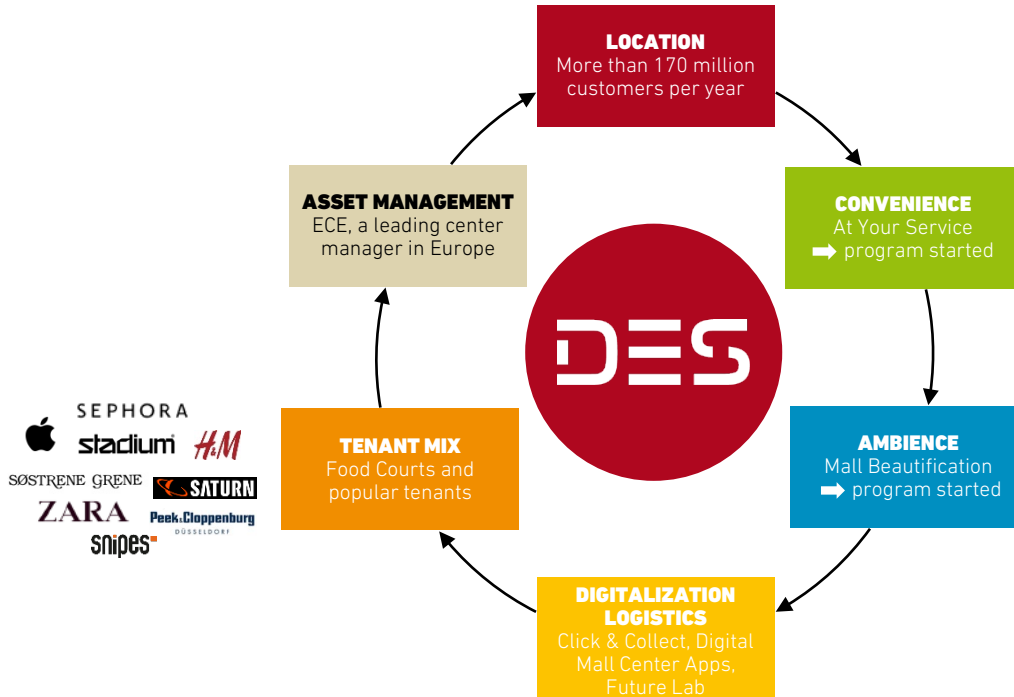 LOCATION
More than 170 million
customers per year
CONVENIENCE
At Your Service
➡ program started
AMBIENCE
Mall Beautification
➡ program started
DIGITALIZATION
LOGISTICS
Click & Collect, Digital
Mall Center Apps,
Future Lab
TENANT MIX
Food Courts and
popular tenants
ASSET MANAGEMENT
ECE, a leading center
manager in Europe
DES
SEPHORA
stadium H&M
SØSTRENE GRENE SATURN
ZARA Peek&Cloppenburg
DÜSSELDORF
snipes